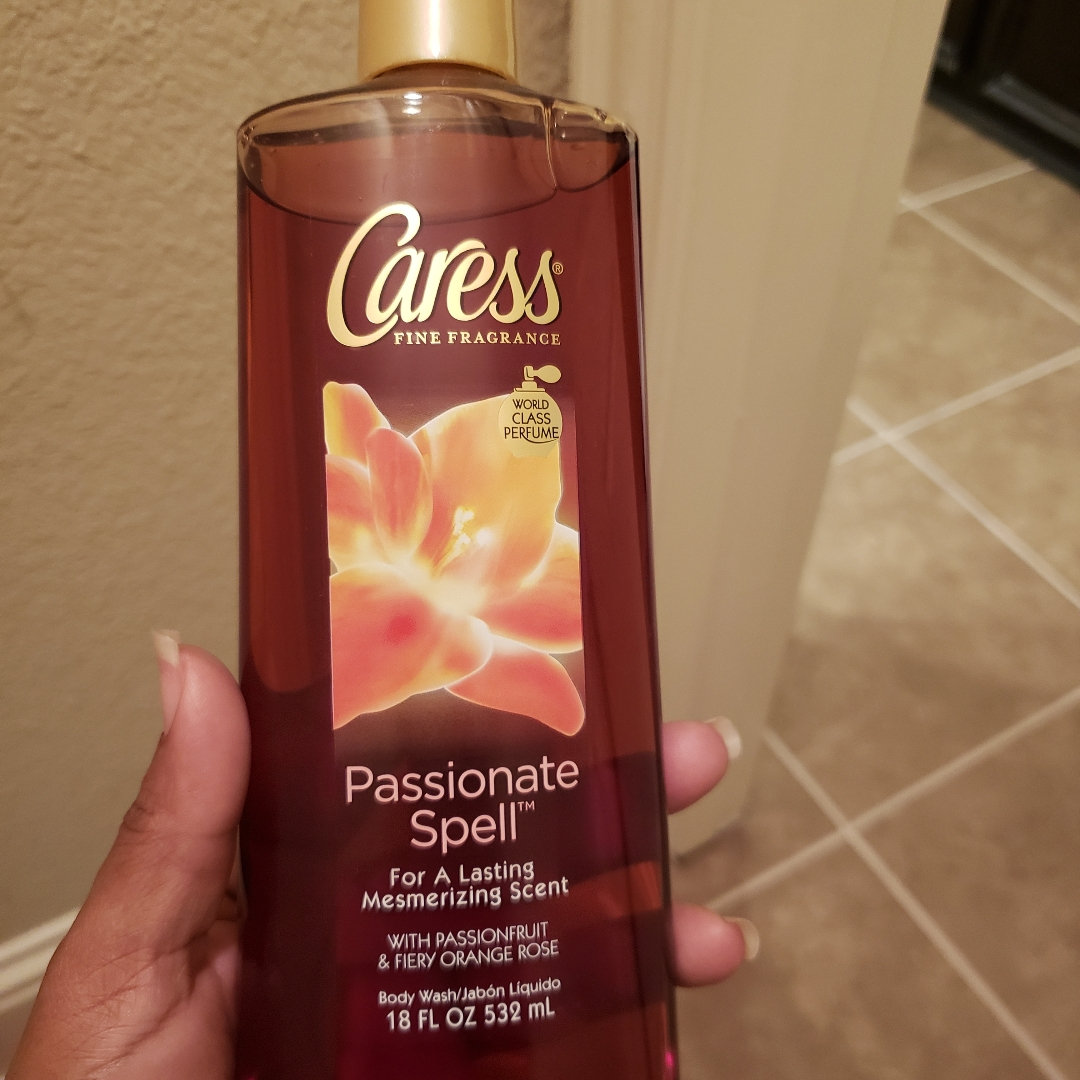 Caress®
FINE FRAGRANCE
WORLD
CLASS
PERFUME
Passionate
Spell™
For A Lasting
Mesmerizing Scent
WITH PASSIONFRUIT
& FIERY ORANGE ROSE
Body Wash/Jabón Líquido
18 FL OZ 532 mL